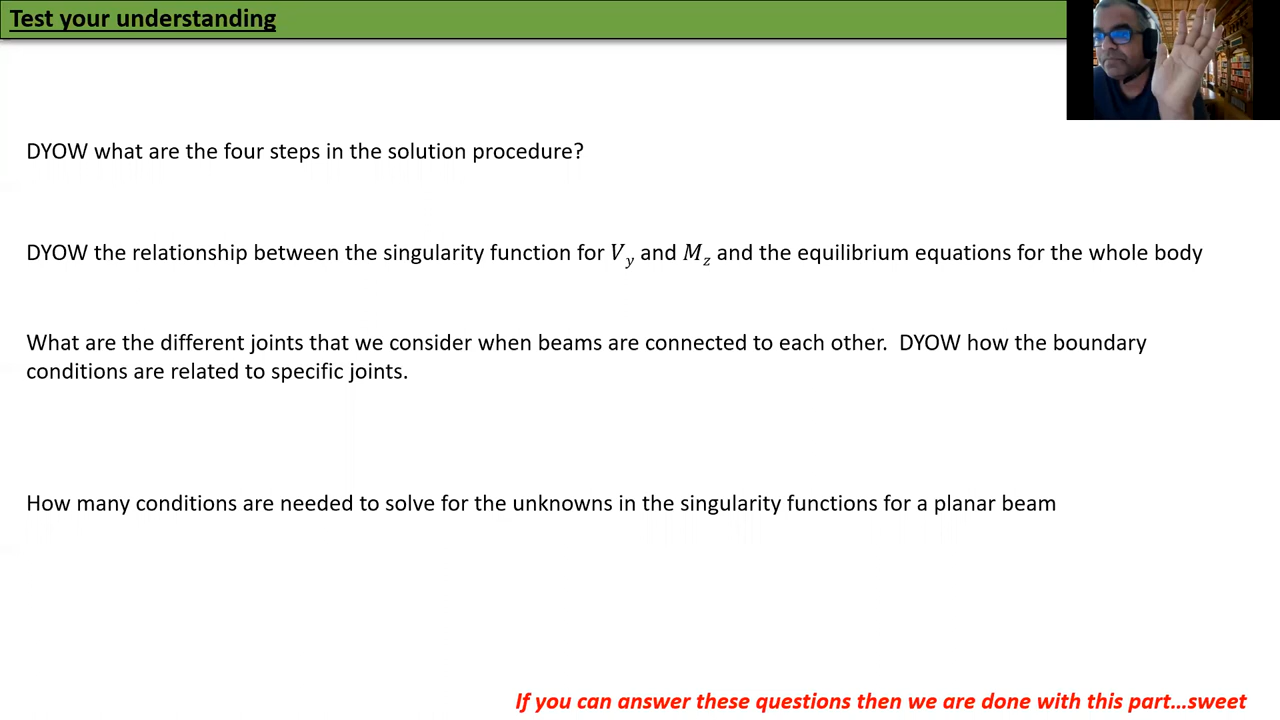 Test your understanding
DYOW what are the four steps in the solution procedure?
DYOW the relationship between the singularity function for V_y and M_z and the equilibrium equations for the whole body
What are the different joints that we consider when beams are connected to each other.  DYOW how the boundary
conditions are related to specific joints.
How many conditions are needed to solve for the unknowns in the singularity functions for a planar beam
If you can answer these questions then we are done with this part...sweet